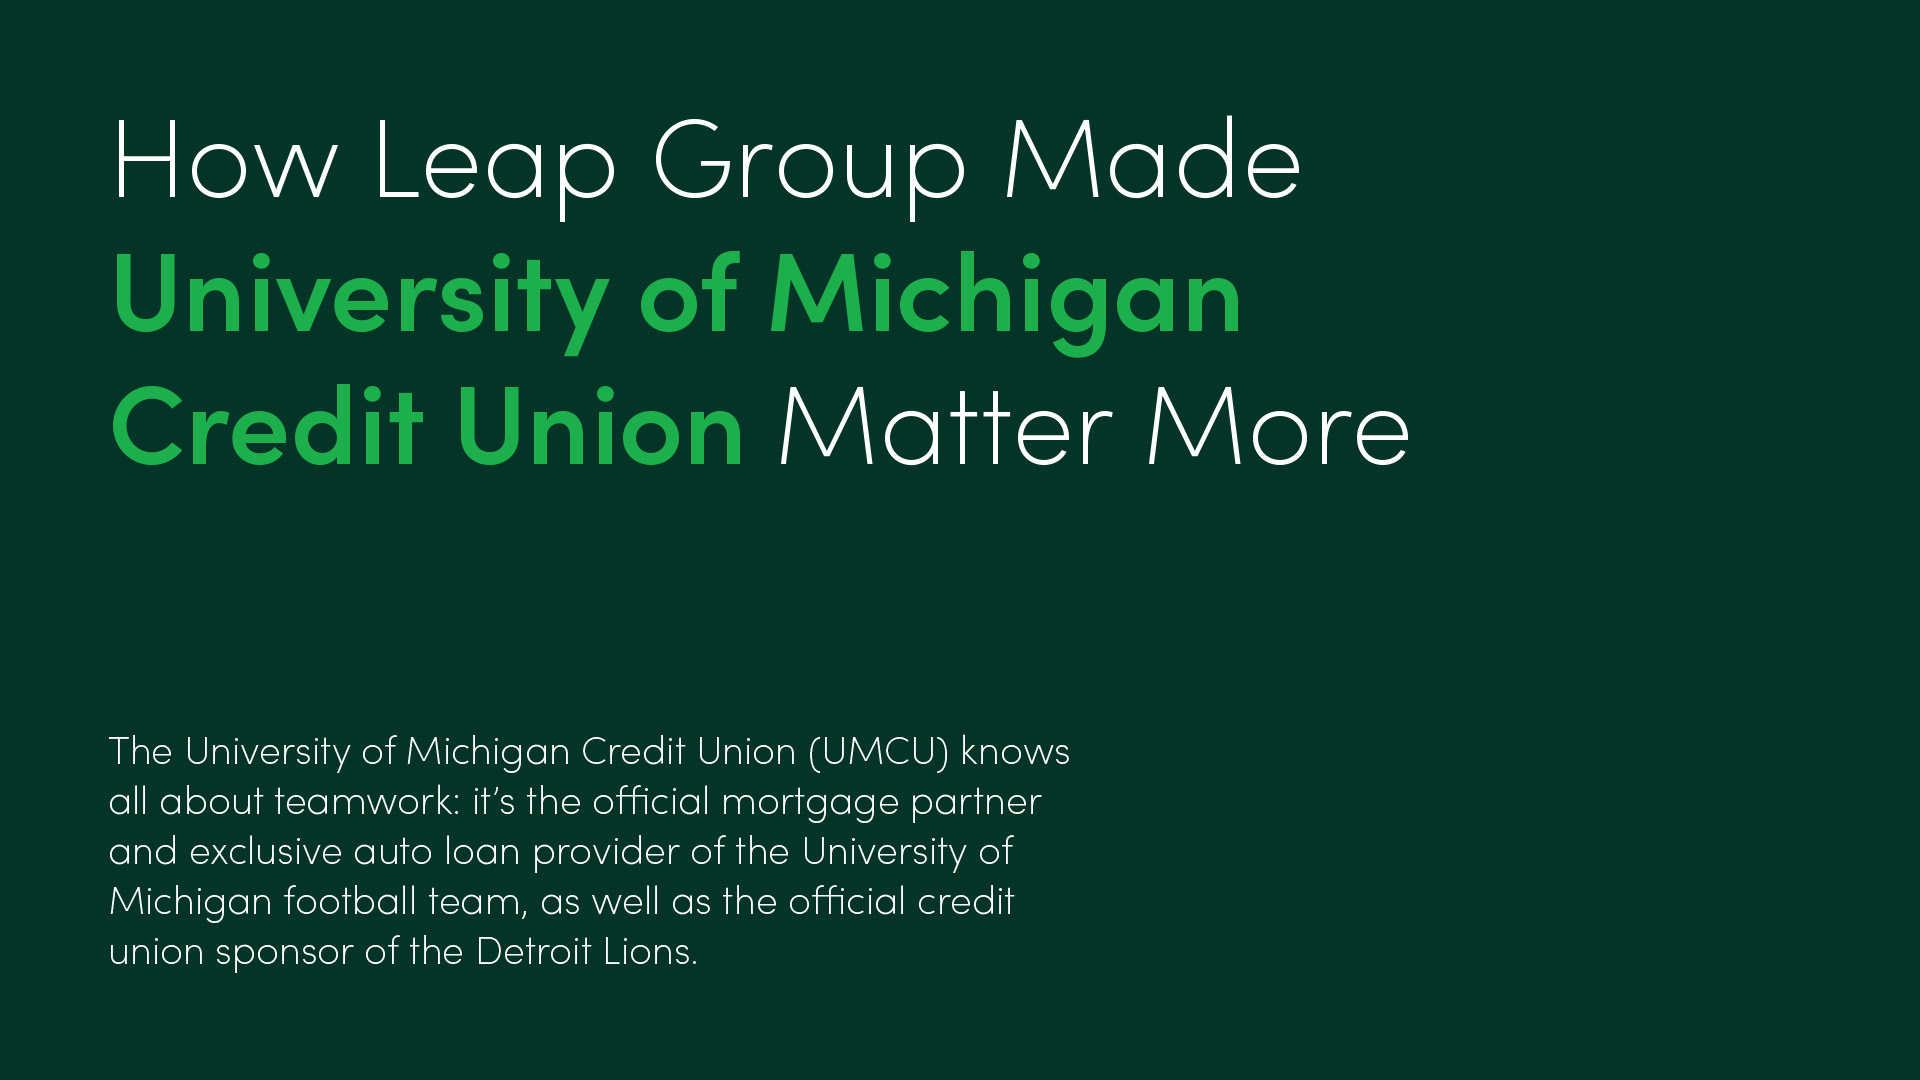 How Leap Group Made
University of Michigan
Credit Union Matter More
The University of Michigan Credit Union (UMCU) knows
all about teamwork: it’s the official mortgage partner
and exclusive auto loan provider of the University of
Michigan football team, as well as the official credit
union sponsor of the Detroit Lions.